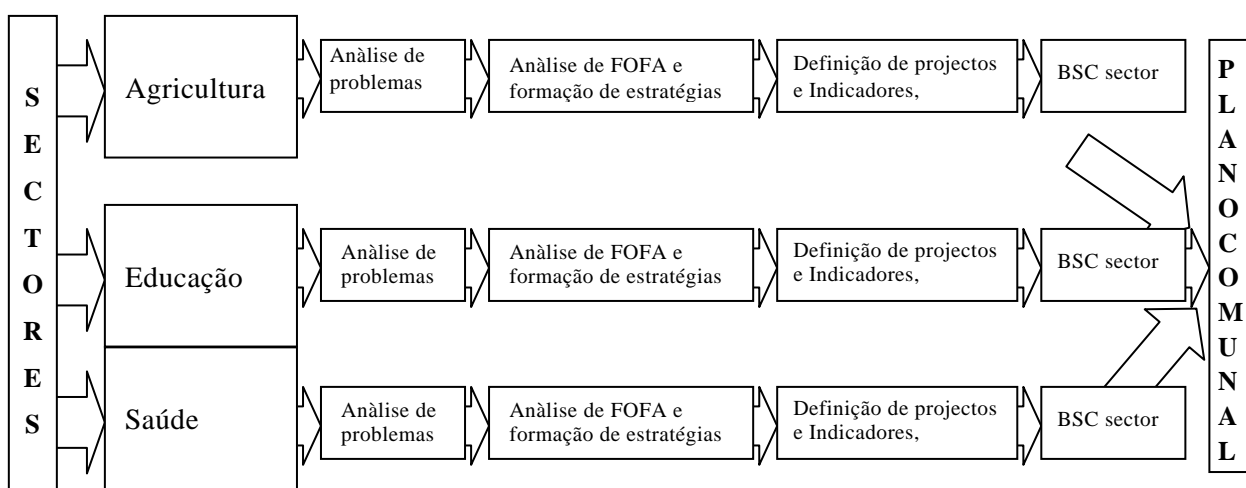 SECTORES
Agricultura
Anàlise de
problemas
Anàlise de FOFA e
formação de estratégias
Definição de projectos
e Indicadores,
BSC sector
Educação
Anàlise de
problemas
Anàlise de FOFA e
formação de estratégias
Definição de projectos
e Indicadores,
BSC sector
Saúde
Anàlise de
problemas
Anàlise de FOFA e
formação de estratégias
Definição de projectos
e Indicadores,
BSC sector
PLANOCOMUNAL